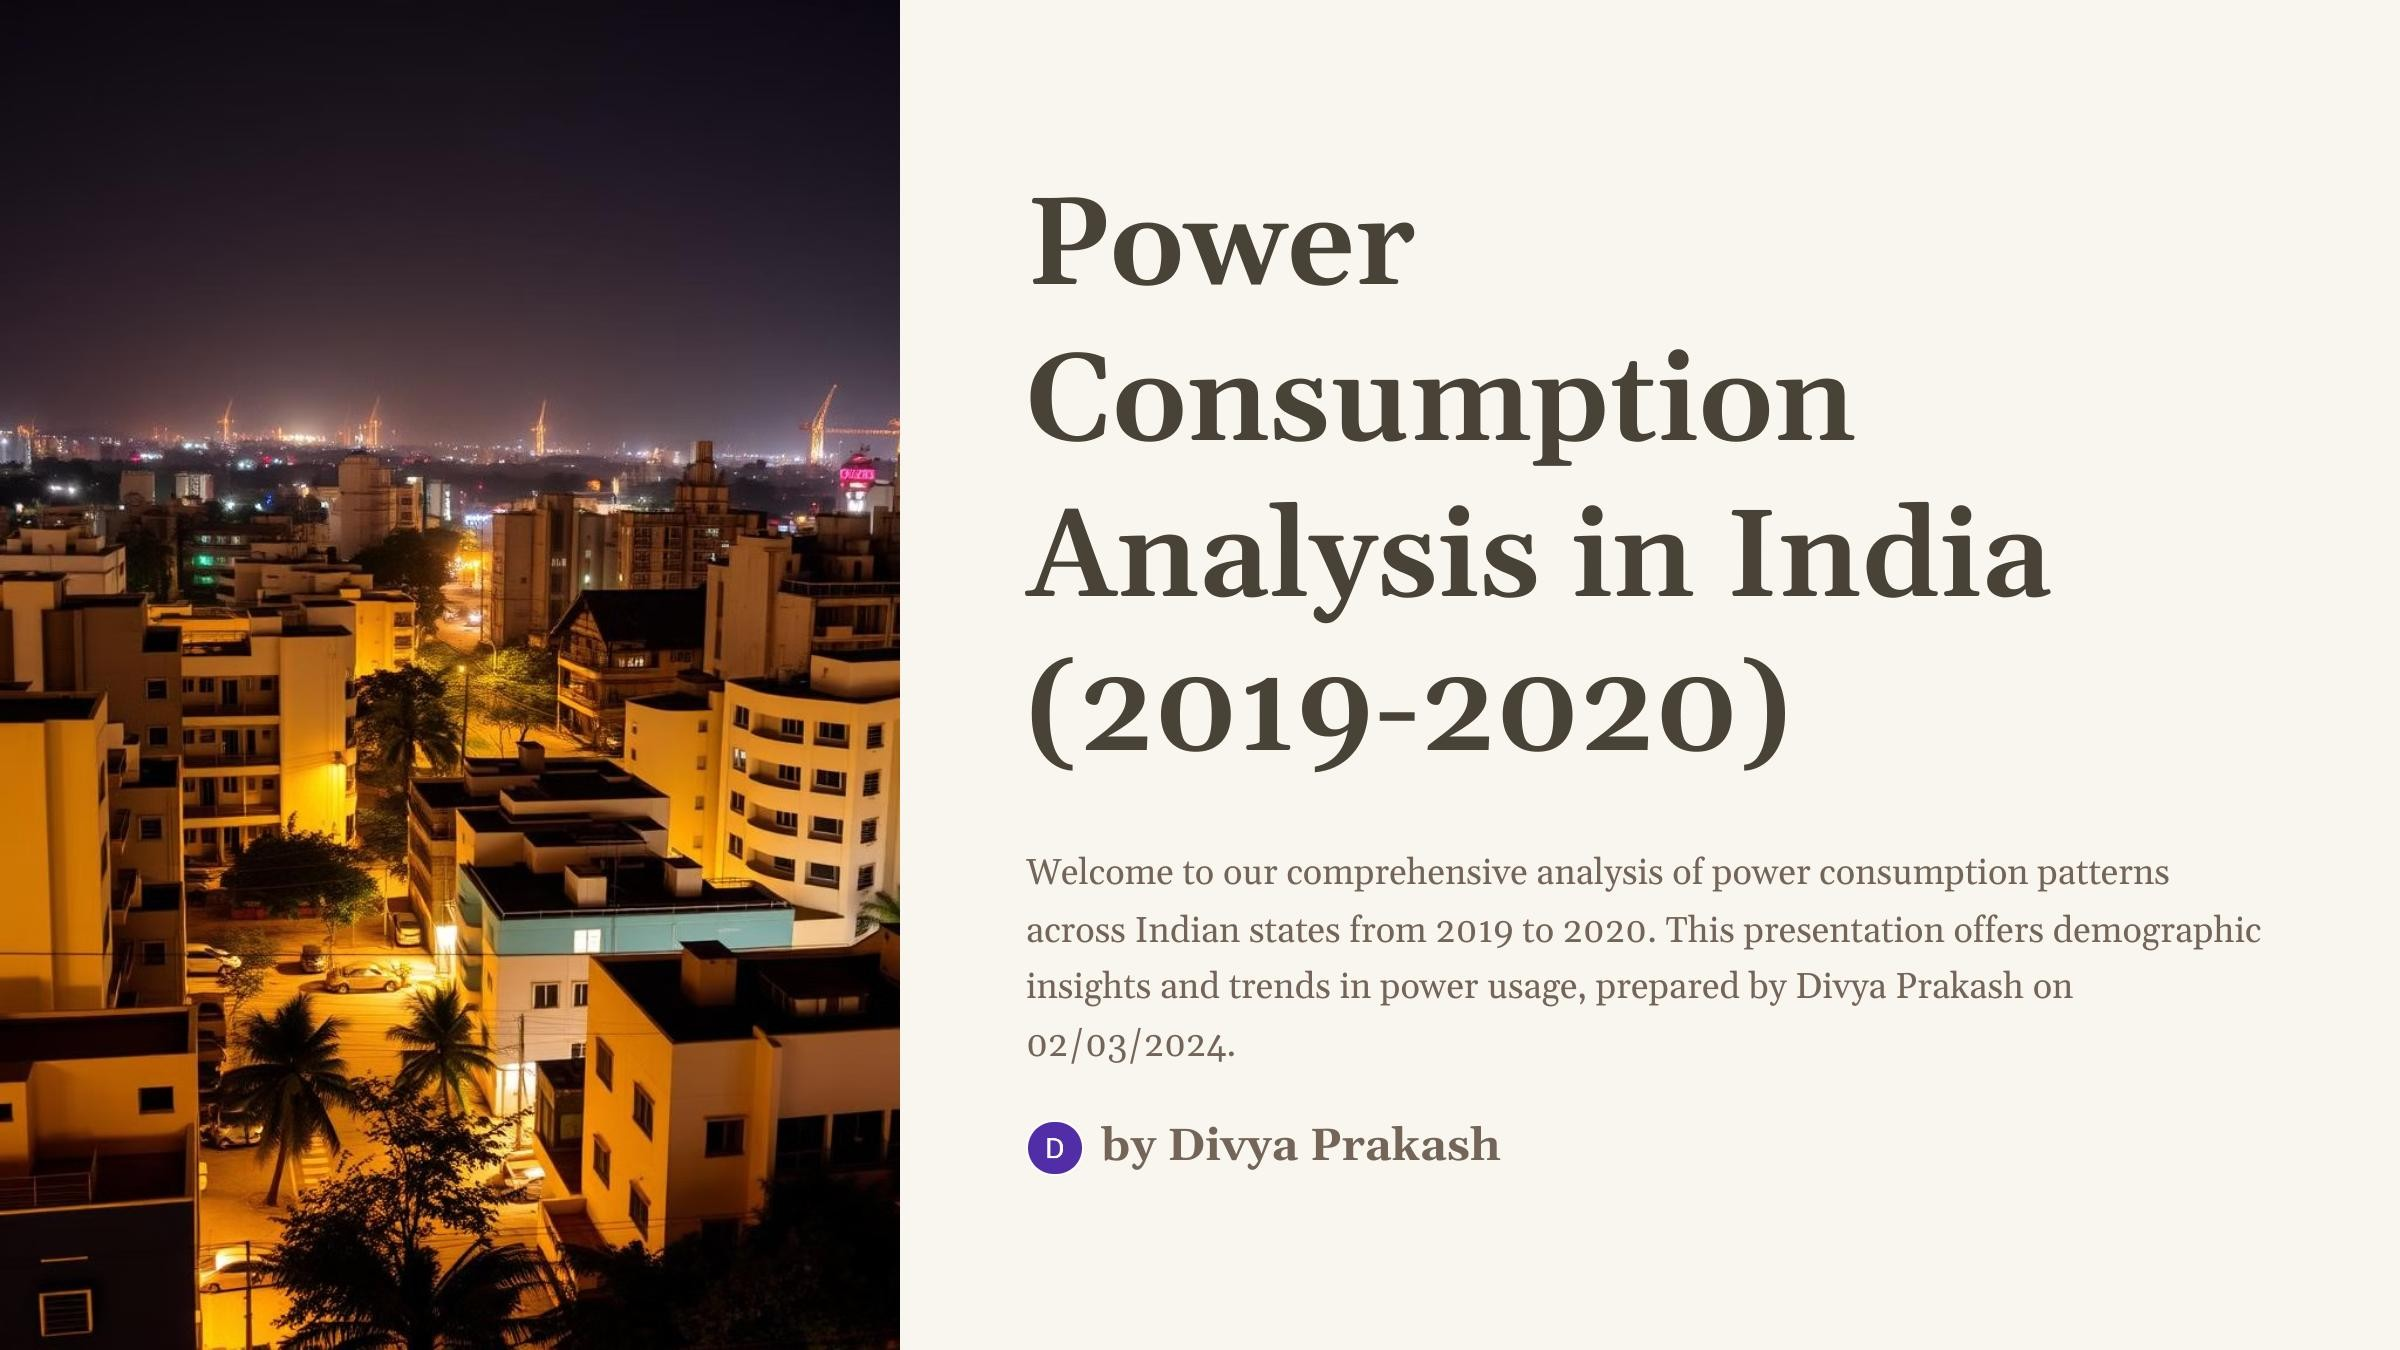 Power
Consumption
Analysis in India
(2019-2020)
Welcome to our comprehensive analysis of power consumption patterns
across Indian states from 2019 to 2020. This presentation offers demographic
insights and trends in power usage, prepared by Divya Prakash on
02/03/2024.
D by Divya Prakash